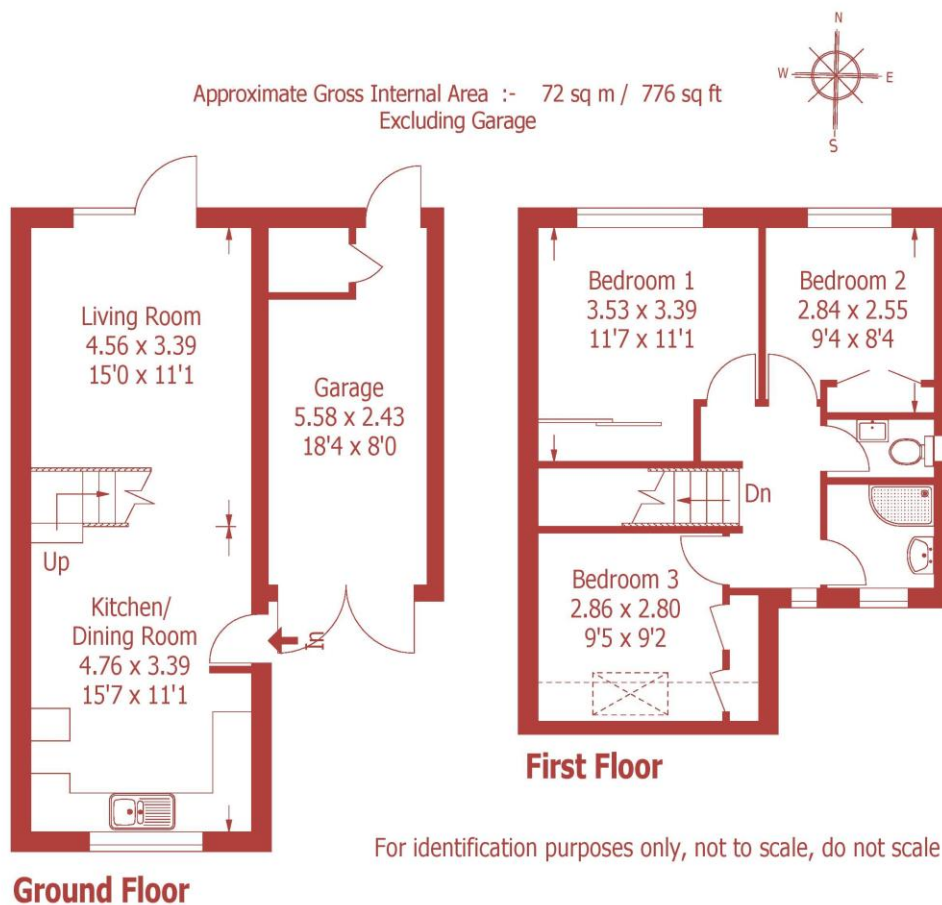 N
W E
S
Approximate Gross Internal Area :- 72 sq m / 776 sq ft
Excluding Garage
Living Room
4.56 x 3.39
15'0 x 11'1
Garage
5.58 x 2.43
18'4 x 8'0
Up
Kitchen/
Dining Room
4.76 x 3.39
15'7 x 11'1
In
Ground Floor
Bedroom 1
3.53 x 3.39
11'7 x 11'1
Bedroom 2
2.84 x 2.55
9'4 x 8'4
Dn
Bedroom 3
2.86 x 2.80
9'5 x 9'2
First Floor
For identification purposes only, not to scale, do not scale